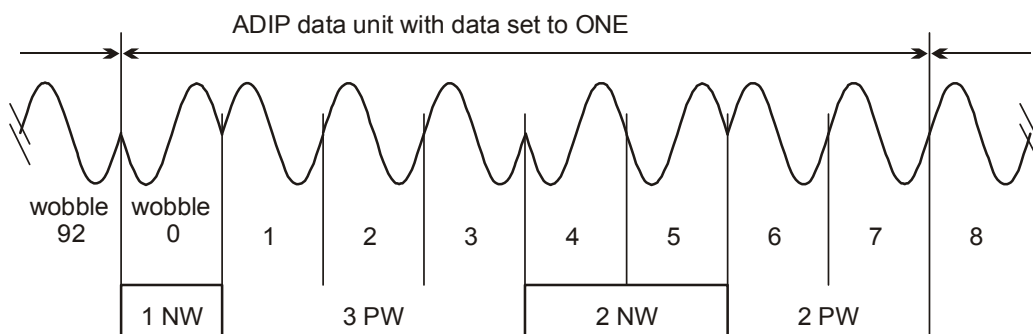 ADIP data unit with data set to ONE
wobble 92
wobble 0
1
2
3
4
5
6
7
8
1 NW
3 PW
2 NW
2 PW